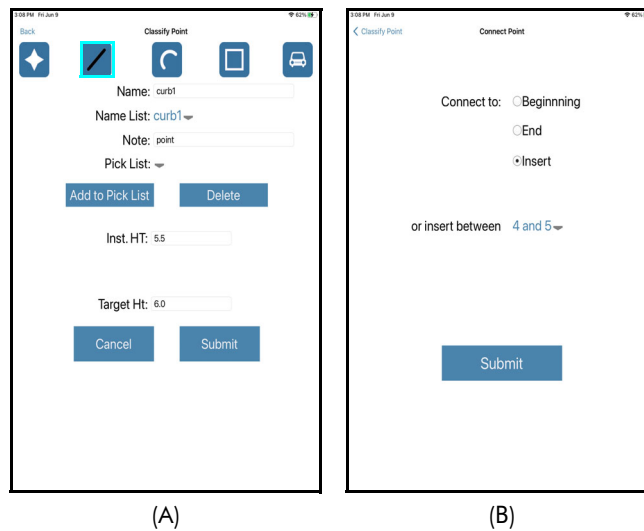 3:08 PM Fri Jun 9
62%
Back
Classify Point
Name: curb1
Name List: curb1
Note: point
Pick List:
Add to Pick List
Delete
Inst. HT: 5.5
Target Ht: 6.0
Cancel
Submit
(A)
3:08 PM Fri Jun 9
62%
Classify Point
Connect Point
Connect to: Beginnning
End
Insert
or insert between 4 and 5
Submit
(B)